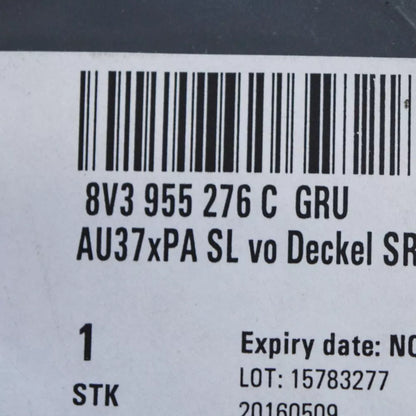 8V3 955 276 C GRU
AU37xPA SL vo Deckel SR
1
STK
Expiry date: NO
LOT: 15783277
20160509